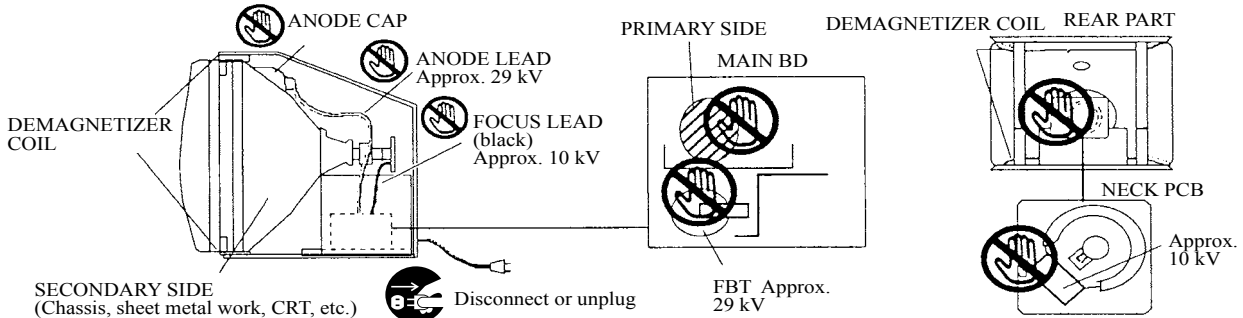 ANODE CAP
ANODE LEAD
Approx. 29 kV
FOCUS LEAD
(black)
Approx. 10 kV
DEMAGNETIZER
COIL
SECONDARY SIDE
(Chassis, sheet metal work, CRT, etc.)
Disconnect or unplug
PRIMARY SIDE
MAIN BD
FBT Approx.
29 kV
DEMAGNETIZER COIL
REAR PART
NECK PCB
Approx.
10 kV